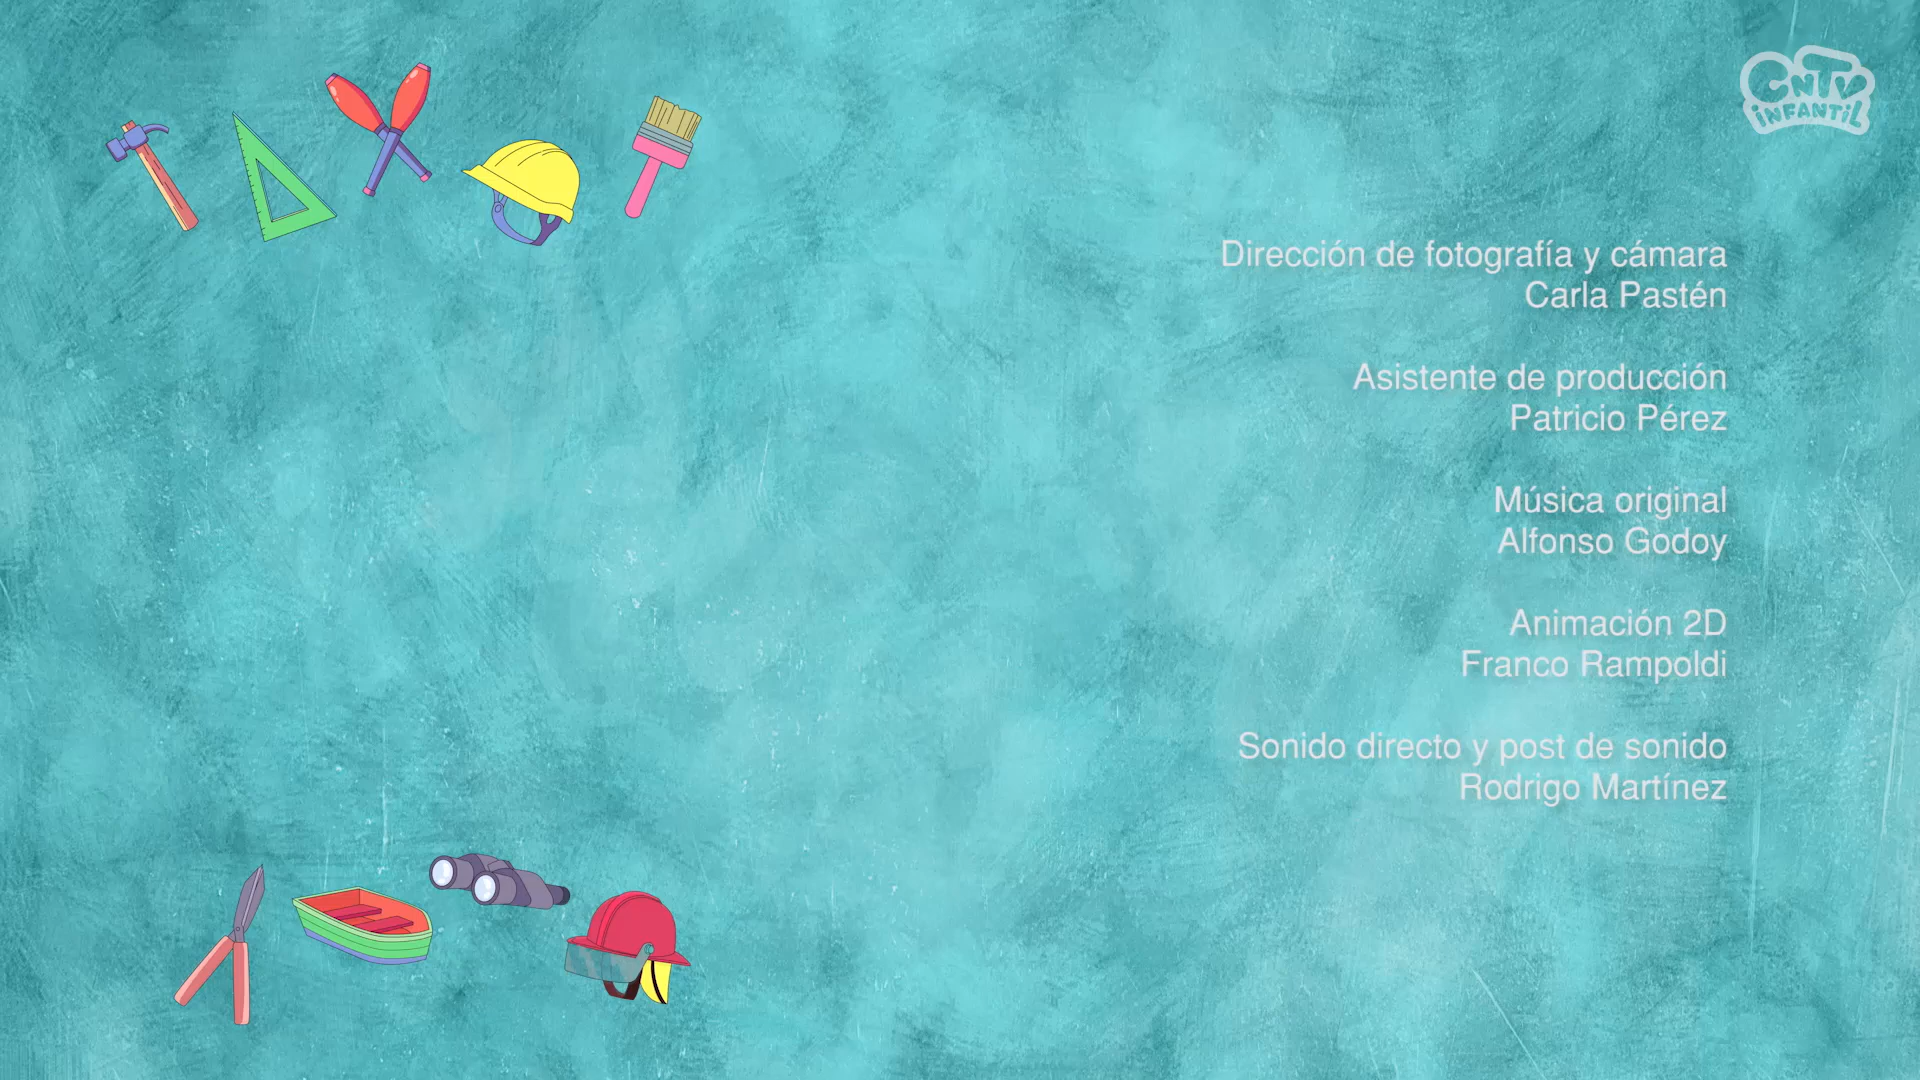 CNTV
INFANTIL
Dirección de fotografía y cámara
Carla Pastén
Asistente de producción
Patricio Pérez
Música original
Alfonso Godoy
Animación 2D
Franco Rampoldi
Sonido directo y post de sonido
Rodrigo Martínez